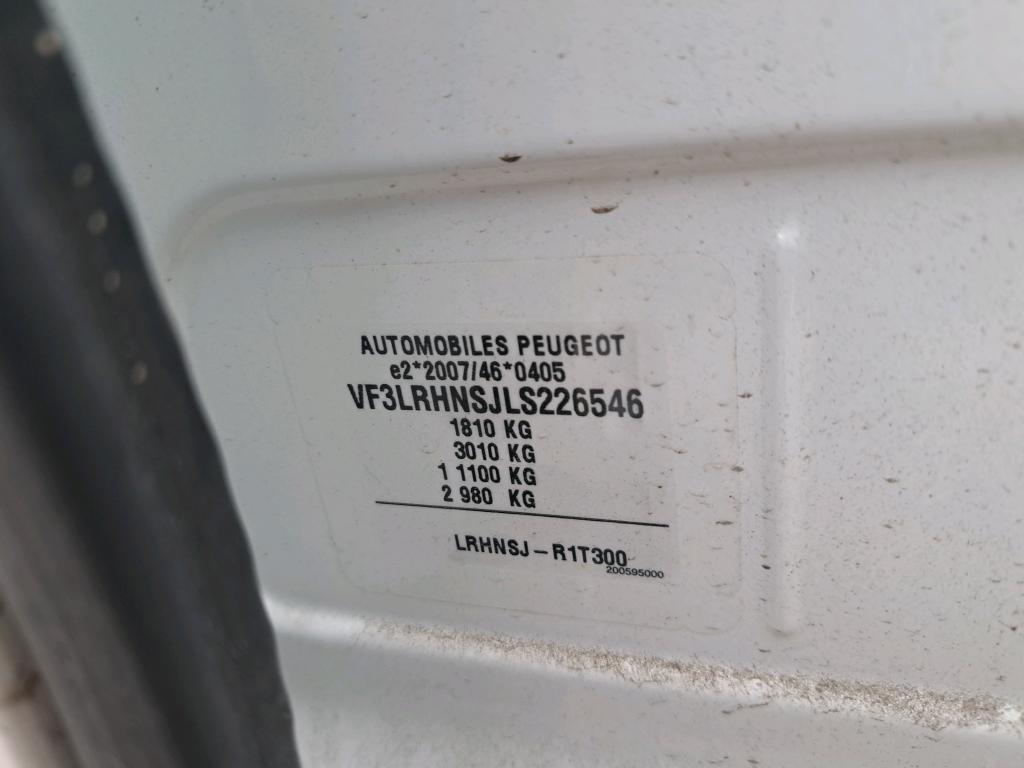 AUTOMOBILES PEUGEOT
e2*2007/46*0405
VF3LRHNSJLS226546
1810 KG
3010 KG
1 1100 KG
2 980 KG
LRHNSJ-R1T300
200595000